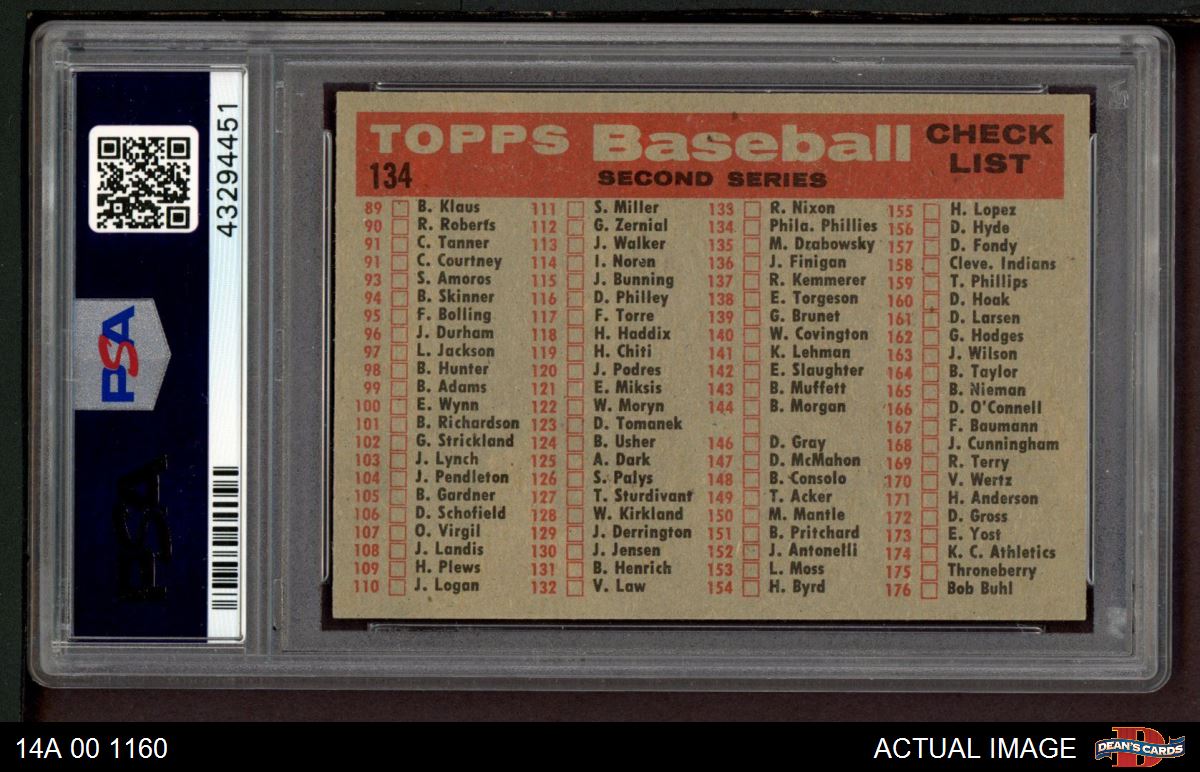 PSA
43294451
PSA
TOPPS Baseball CHECK LIST
134 SECOND SERIES
89 B. Klaus
90 R. Roberts
91 C. Tanner
91 C. Courtney
93 S. Amoros
94 B. Skinner
95 F. Bolling
96 J. Durham
97 L. Jackson
98 B. Hunter
99 B. Adams
100 E. Wynn
101 B. Richardson
102 G. Strickland
103 J. Lynch
104 J. Pendleton
105 B. Gardner
106 D. Schofield
107 O. Virgil
108 J. Landis
109 H. Plews
110 J. Logan
111 S. Miller
112 G. Zernial
113 J. Walker
114 I. Noren
115 J. Bunning
116 D. Philley
117 F. Torre
118 H. Haddix
119 H. Chiti
120 J. Podres
121 E. Miksis
122 W. Moryn
123 D. Tomanek
124 B. Usher
125 A. Dark
126 S. Palys
127 T. Sturdivant
128 W. Kirkland
129 J. Derrington
130 J. Jensen
131 B. Henrich
132 V. Law
133 R. Nixon
134 Phila. Phillies
135 M. Drabowsky
136 J. Finigan
137 R. Kemmerer
138 E. Torgeson
139 G. Brunet
140 W. Covington
141 K. Lehman
142 E. Slaughter
143 B. Muffett
144 B. Morgan
146 D. Gray
147 D. McMahon
148 B. Consolo
149 T. Acker
150 M. Mantle
151 B. Pritchard
152 J. Antonelli
153 L. Moss
154 H. Byrd
155 H. Lopez
156 D. Hyde
157 D. Fondy
158 Cleve. Indians
159 T. Phillips
160 D. Hoak
161 D. Larsen
162 G. Hodges
163 J. Wilson
164 B. Taylor
165 B. Nieman
166 D. O'Connell
167 F. Baumann
168 J. Cunningham
169 R. Terry
170 V. Wertz
171 H. Anderson
172 D. Gross
173 E. Yost
174 K. C. Athletics
175 Throneberry
176 Bob Buhl
14A 00 1160
ACTUAL IMAGE
DEAN'S CARDS